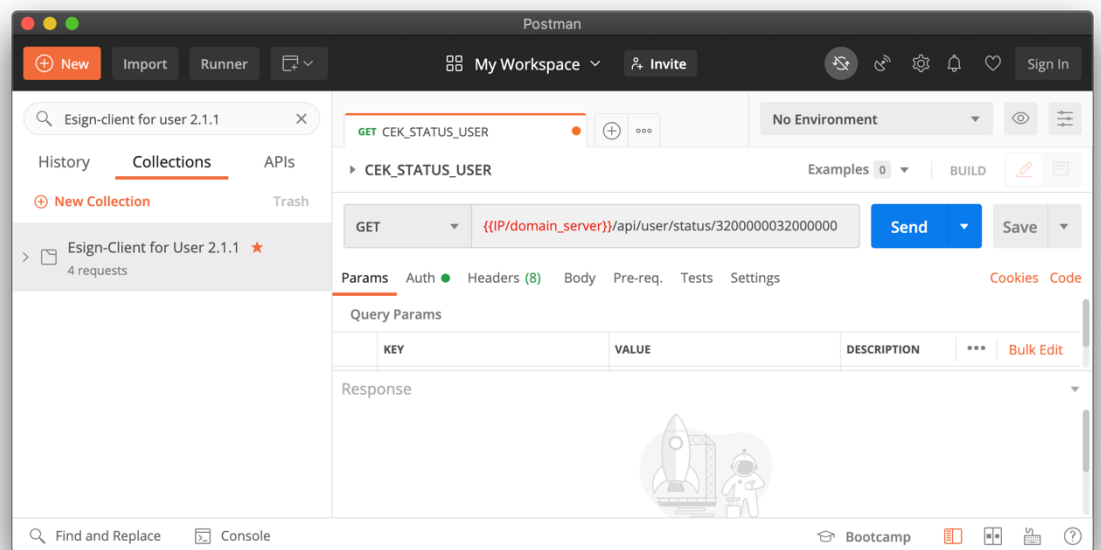 Postman
New Import Runner My Workspace Invite Sign In
Esign-client for user 2.1.1
History Collections APIs
New Collection Trash
Esign-Client for User 2.1.1
4 requests
GET CEK_STATUS_USER
No Environment
CEK_STATUS_USER Examples 0 BUILD
GET {{IP/domain_server}}/api/user/status/3200000032000000 Send Save
Params Auth Headers (8) Body Pre-req. Tests Settings Cookies Code
Query Params
KEY VALUE DESCRIPTION Bulk Edit
Response
Find and Replace Console Bootcamp